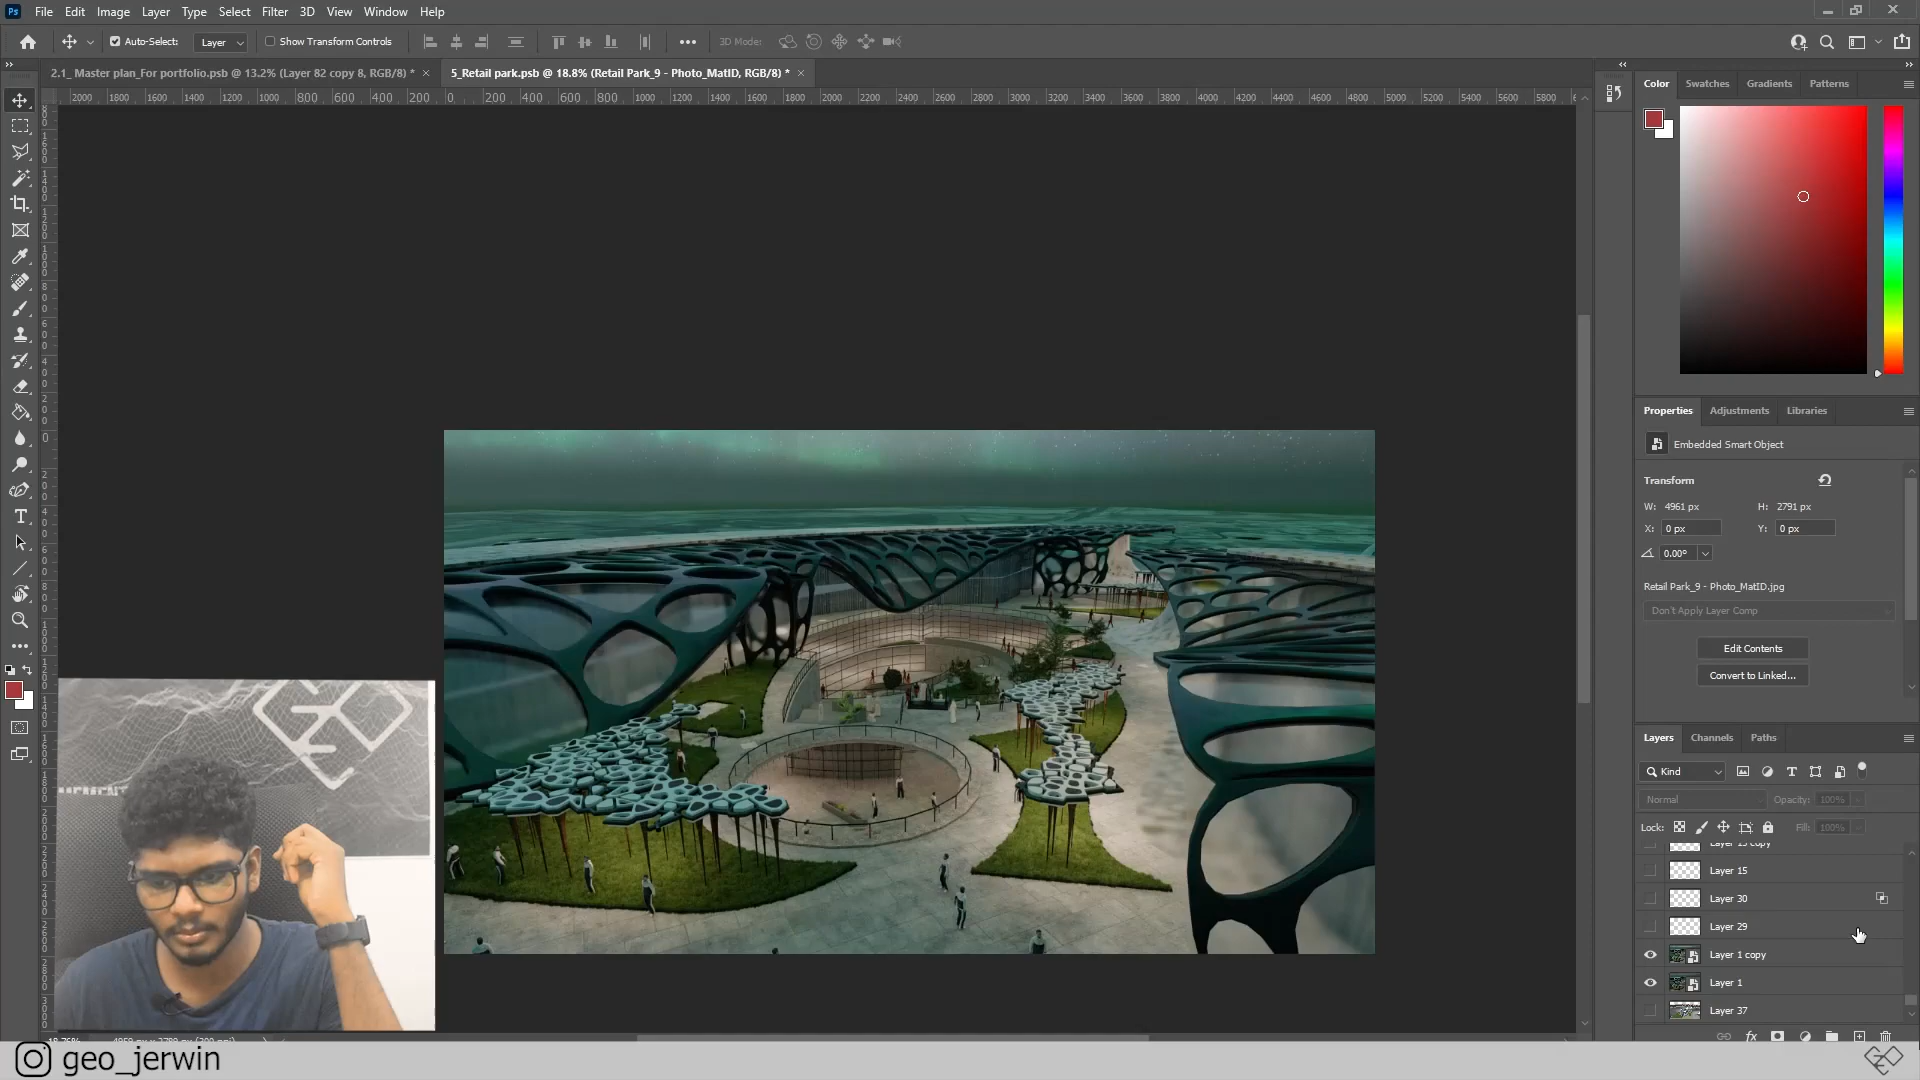 Ps File Edit Image Layer Type Select Filter 3D View Window Help
Auto-Select: Layer Show Transform Controls 3D Mode:
2.1_ Master plan_For portfolio.psb @ 13.2% (Layer 82 copy 8, RGB/8) * × 5_Retail park.psb @ 18.8% (Retail Park_9 - Photo_MatID, RGB/8) * ×
2000 1800 1600 1400 1200 1000 800 600 400 200 0 200 400 600 800 1000 1200 1400 1600 1800 2000 2200 2400 2600 2800 3000 3200 3400 3600 3800 4000 4200 4400 4600 4800 5000 5200 5400 5600 5800
Color Swatches Gradients Patterns
Properties Adjustments Libraries
Embedded Smart Object
Transform
W: 4961 px H: 2791 px
X: 0 px Y: 0 px
0.00°
Retail Park_9 - Photo_MatID.jpg
Don't Apply Layer Comp
Edit Contents
Convert to Linked...
Layers Channels Paths
Kind
Normal Opacity: 100%
Lock: Fill: 100%
Layer 15 copy
Layer 15
Layer 30
Layer 29
Layer 1 copy
Layer 1
Layer 37
fx
geo_jerwin